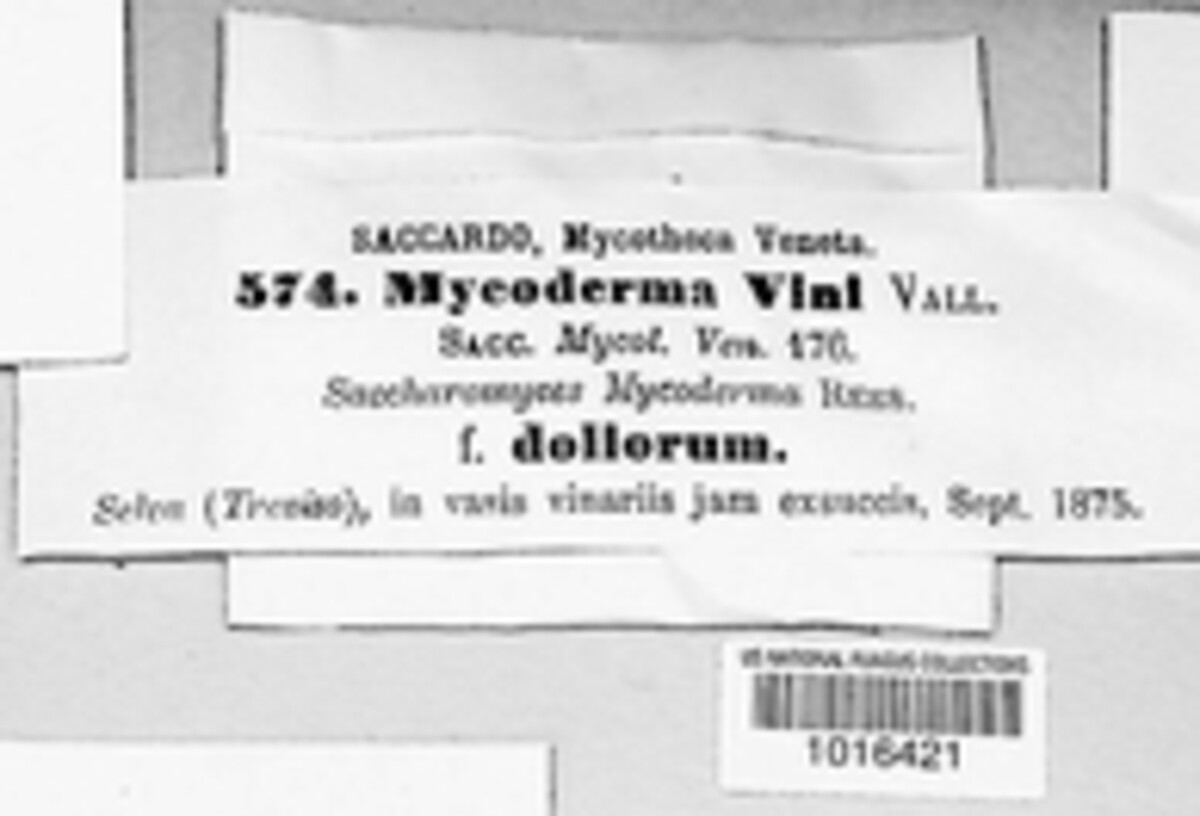 SACCARDO, Mycotheca Veneta.
574. Mycoderma Vini VALL.
SACC. Mycol. Ven. 176.
Saccharomyces Mycoderma REES.
f. doliorum.
Selva (Treviso), in vasis vinariis jam exsuccis, Sept. 1875.
US NATIONAL FUNGUS COLLECTIONS
1016421